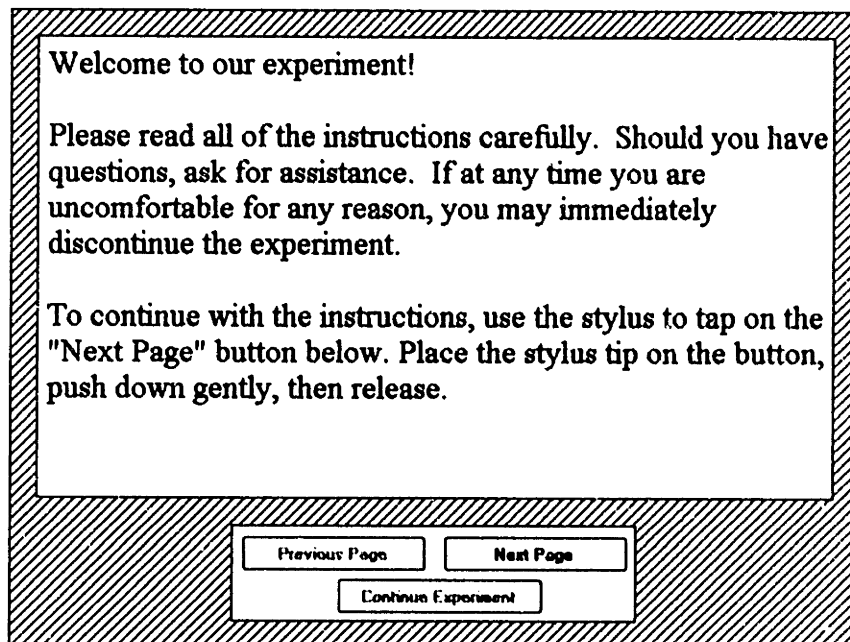 Welcome to our experiment!
Please read all of the instructions carefully.  Should you have
questions, ask for assistance.  If at any time you are
uncomfortable for any reason, you may immediately
discontinue the experiment.
To continue with the instructions, use the stylus to tap on the
"Next Page" button below. Place the stylus tip on the button,
push down gently, then release.
Previous Page
Next Page
Continue Experiment